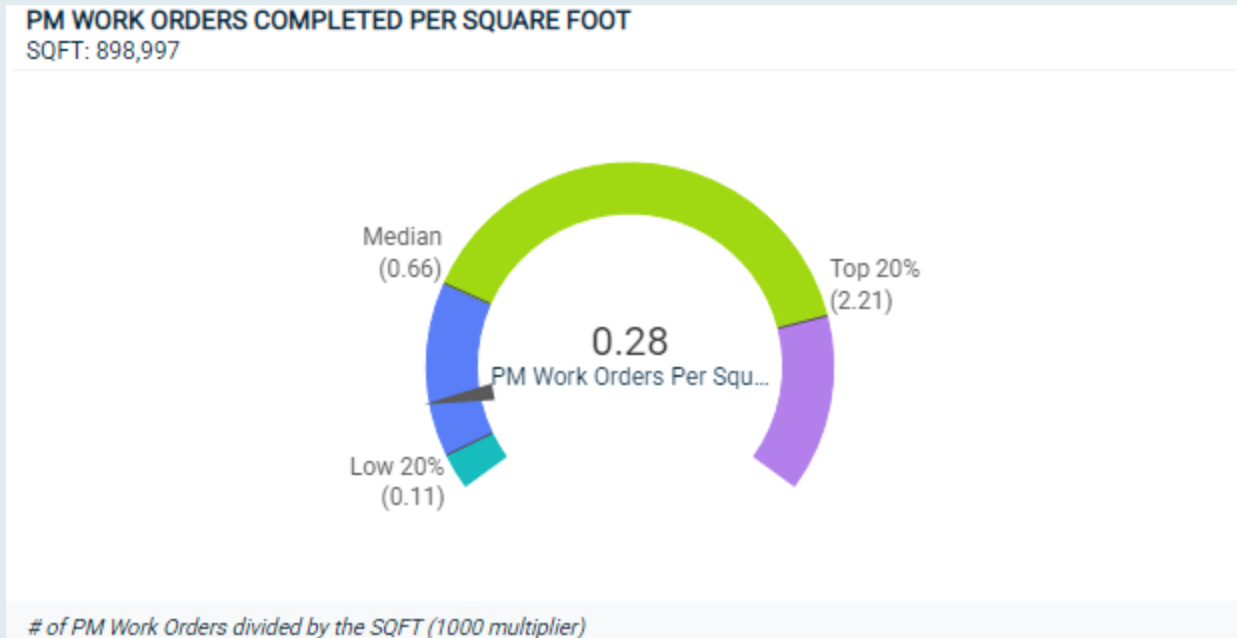 PM WORK ORDERS COMPLETED PER SQUARE FOOT
SQFT: 898,997
Median
(0.66)
Top 20%
(2.21)
0.28
PM Work Orders Per Squ...
Low 20%
(0.11)
# of PM Work Orders divided by the SQFT (1000 multiplier)